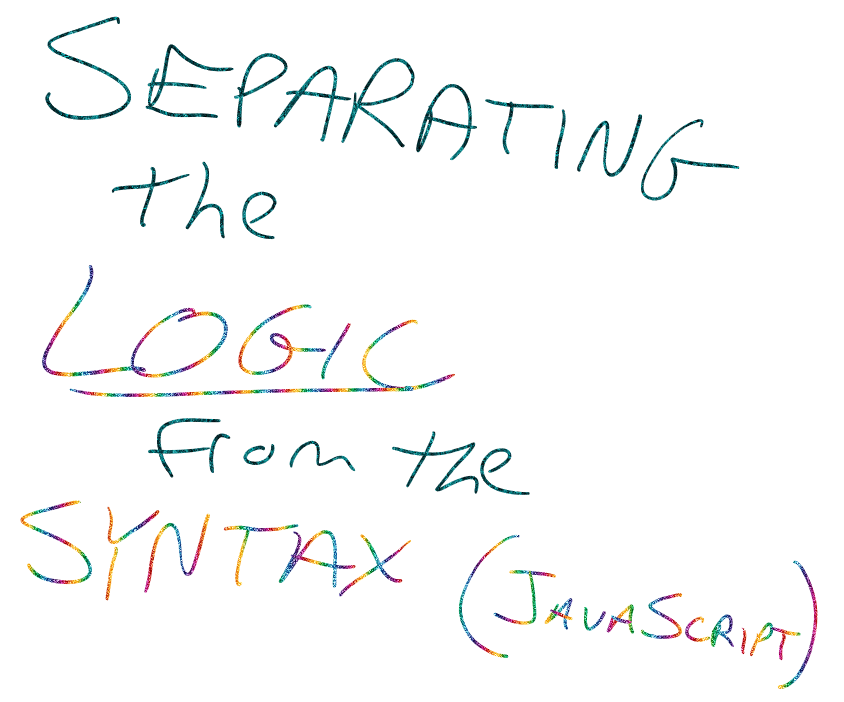 SEPARATING
the
LOGIC
from the
SYNTAX (JAVASCRIPT)